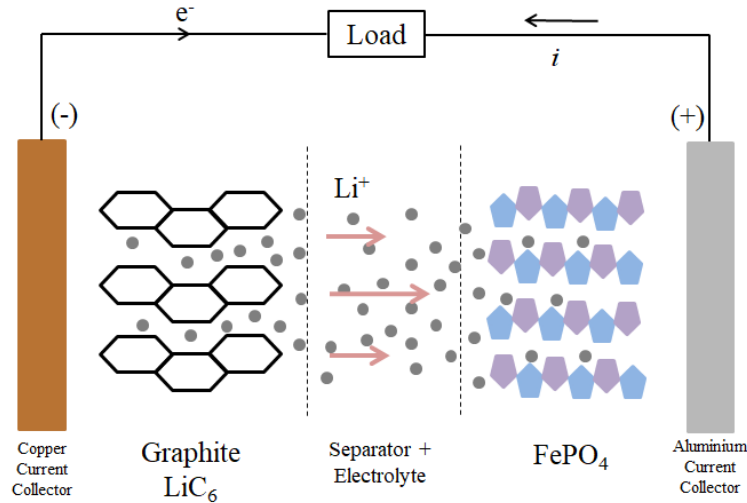 e⁻
Load
i
(-)
(+)
Li⁺
Copper
Current
Collector
Graphite
LiC₆
Separator +
Electrolyte
FePO₄
Aluminium
Current
Collector